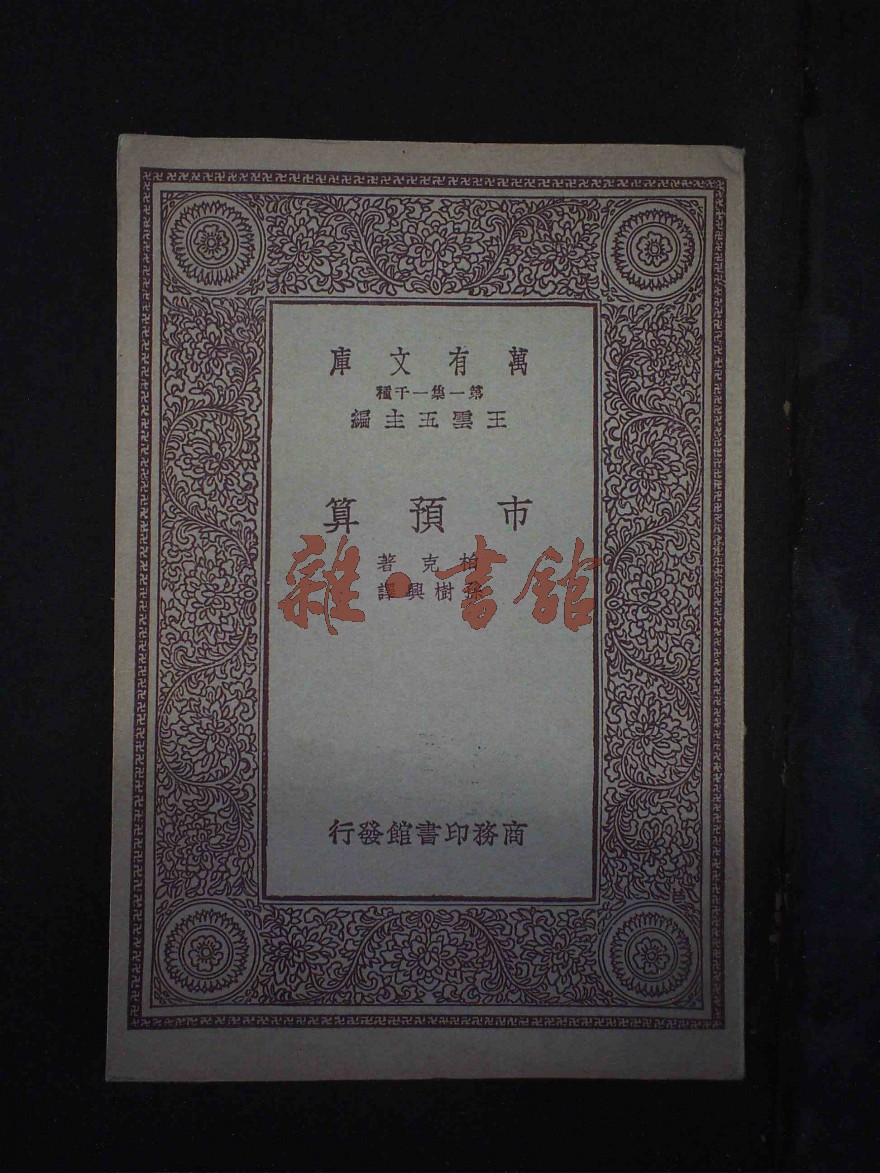 萬有文庫
第一集一千種
王雲五主編
市預算
柏克著
孫樹興譯
商務印書館發行
雜·書館